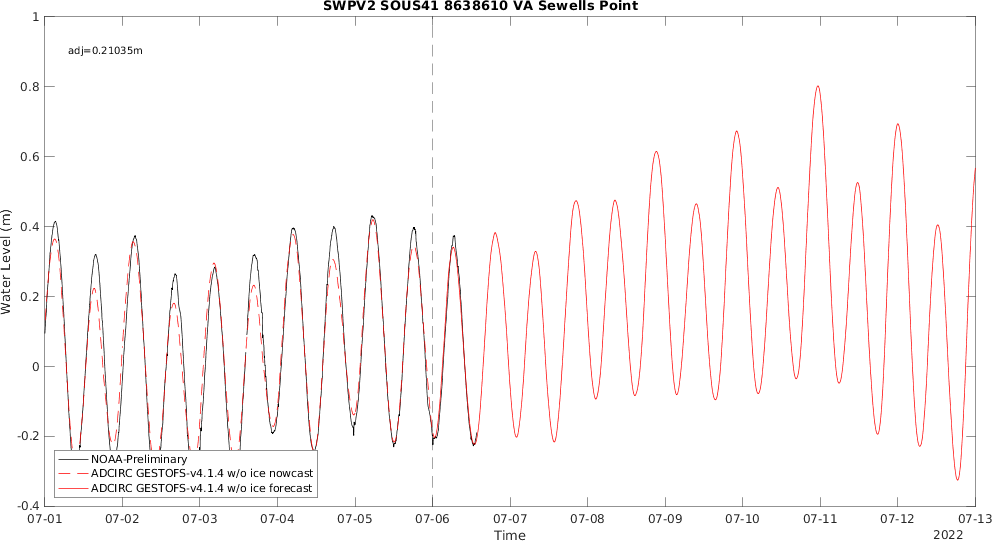 SWPV2 SOUS41 8638610 VA Sewells Point
adj=0.21035m
Water Level (m)
1
0.8
0.6
0.4
0.2
0
-0.2
-0.4
NOAA-Preliminary
ADCIRC GESTOFS-v4.1.4 w/o ice nowcast
ADCIRC GESTOFS-v4.1.4 w/o ice forecast
07-01 07-02 07-03 07-04 07-05 07-06 07-07 07-08 07-09 07-10 07-11 07-12 07-13
Time
2022